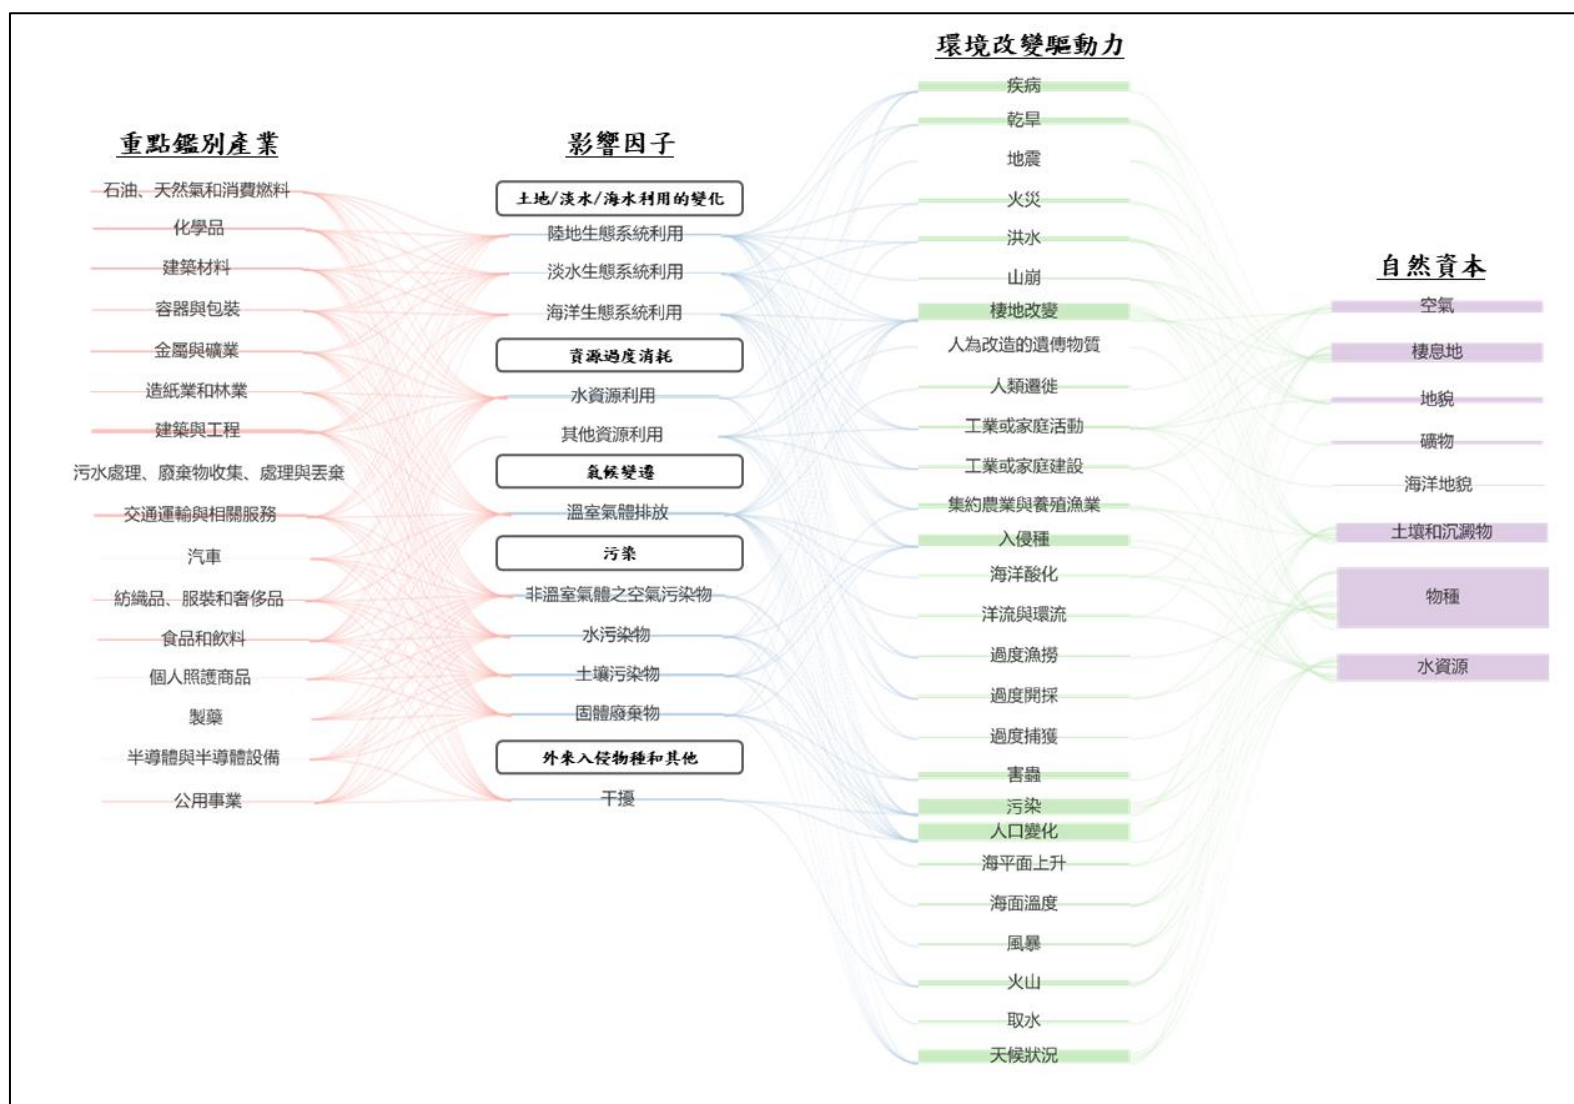 重點鑑別產業
石油、天然氣和消費燃料
化學品
建築材料
容器與包裝
金屬與礦業
造紙業和林業
建築與工程
污水處理、廢棄物收集、處理與丟棄
交通運輸與相關服務
汽車
紡織品、服裝和奢侈品
食品和飲料
個人照護商品
製藥
半導體與半導體設備
公用事業
影響因子
土地/淡水/海水利用的變化
陸地生態系統利用
淡水生態系統利用
海洋生態系統利用
資源過度消耗
水資源利用
其他資源利用
氣候變遷
溫室氣體排放
污染
非溫室氣體之空氣污染物
水污染物
土壤污染物
固體廢棄物
外來入侵物種和其他
干擾
環境改變驅動力
疾病
乾旱
地震
火災
洪水
山崩
棲地改變
人為改造的遺傳物質
人類遷徙
工業或家庭活動
工業或家庭建設
集約農業與養殖漁業
入侵種
海洋酸化
洋流與環流
過度漁撈
過度開採
過度捕獲
害蟲
污染
人口變化
海平面上升
海面溫度
風暴
火山
取水
天候狀況
自然資本
空氣
棲息地
地貌
礦物
海洋地貌
土壤和沉澱物
物種
水資源